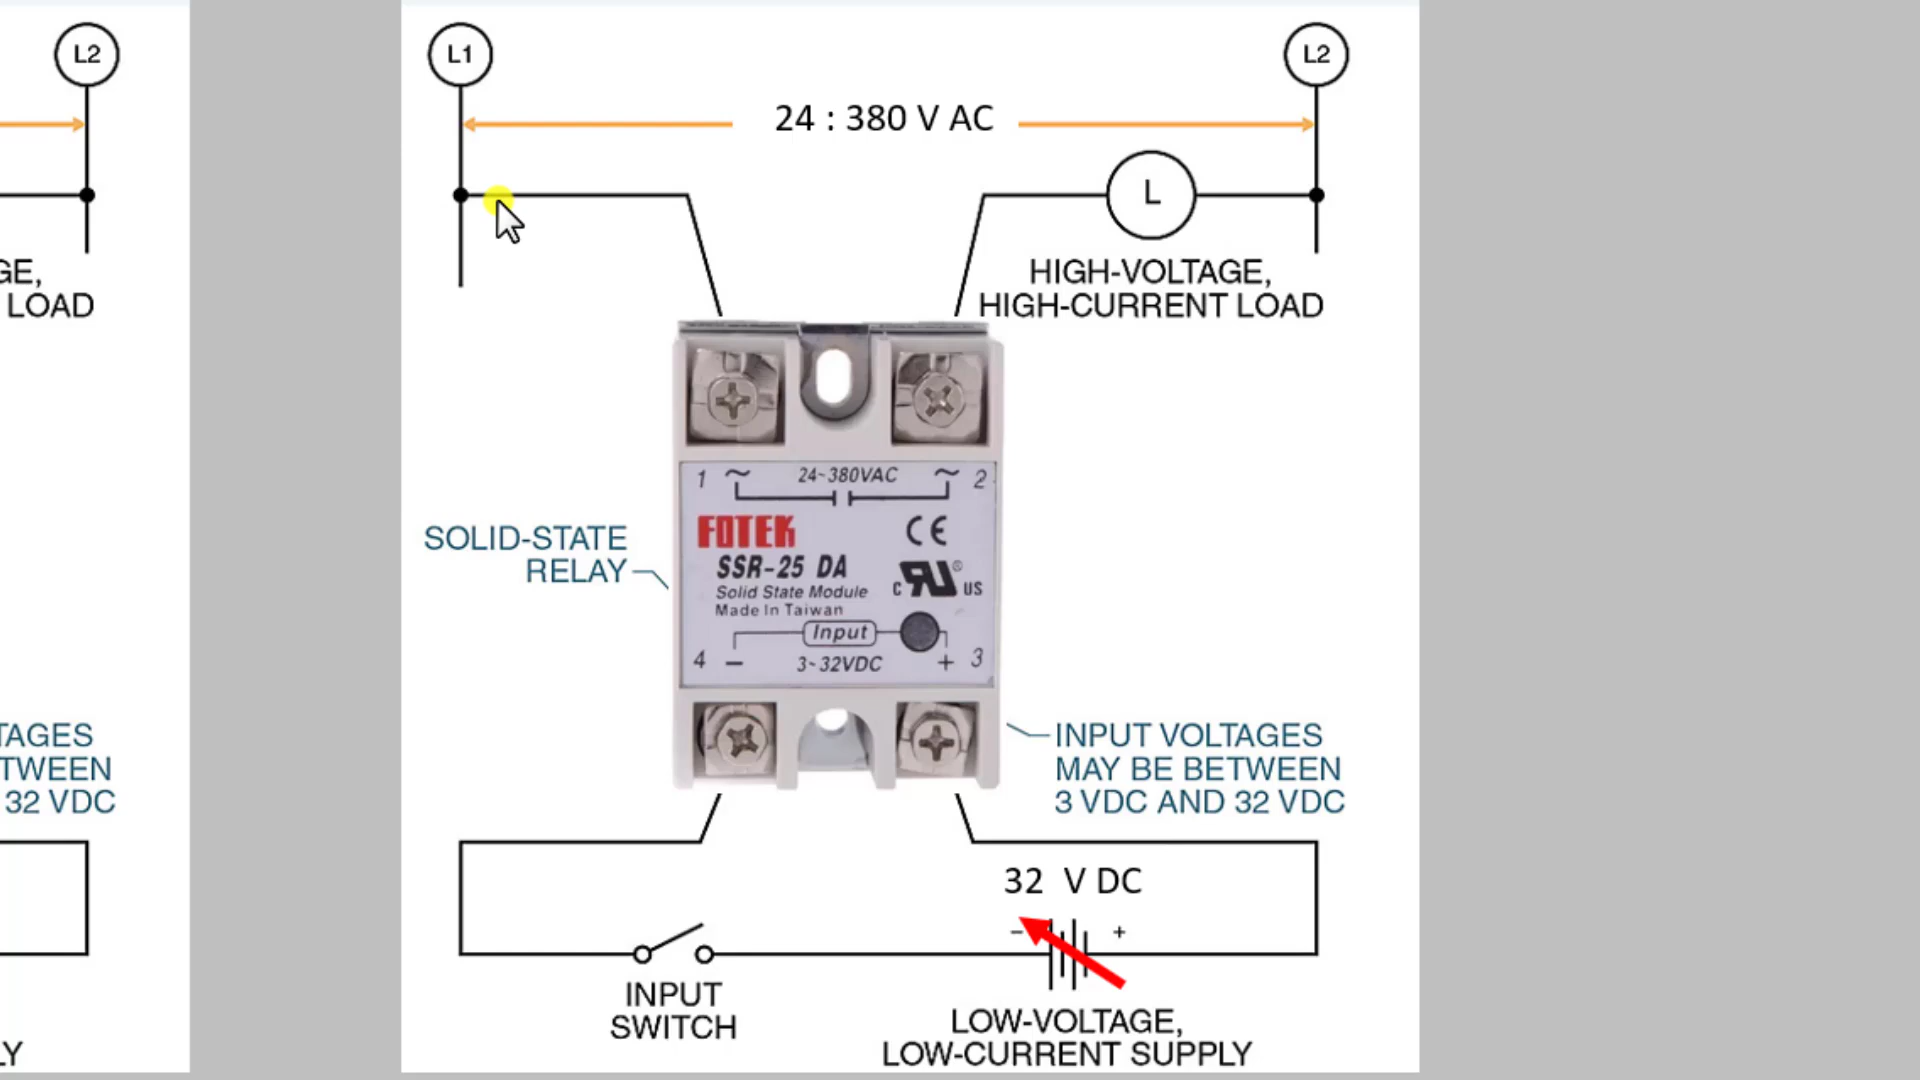 L2
L1
L2
24 : 380 V AC
L
GE,
LOAD
HIGH-VOLTAGE,
HIGH-CURRENT LOAD
1 ~ 24~380VAC ~ 2
FOTEK
CE
SSR-25 DA
Solid State Module
Made In Taiwan
c RU ® US
Input
4 − 3~32VDC + 3
SOLID-STATE
RELAY
TAGES
TWEEN
32 VDC
INPUT VOLTAGES
MAY BE BETWEEN
3 VDC AND 32 VDC
32 V DC
− +
INPUT
SWITCH
LOW-VOLTAGE,
LOW-CURRENT SUPPLY
LY